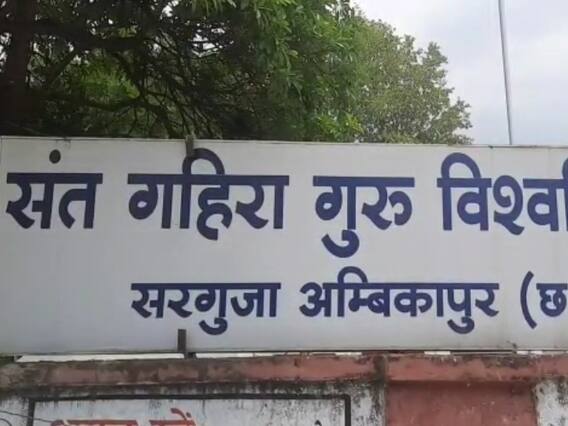 संत गहिरा गुरु विश्व
सरगुजा अम्बिकापुर (छ